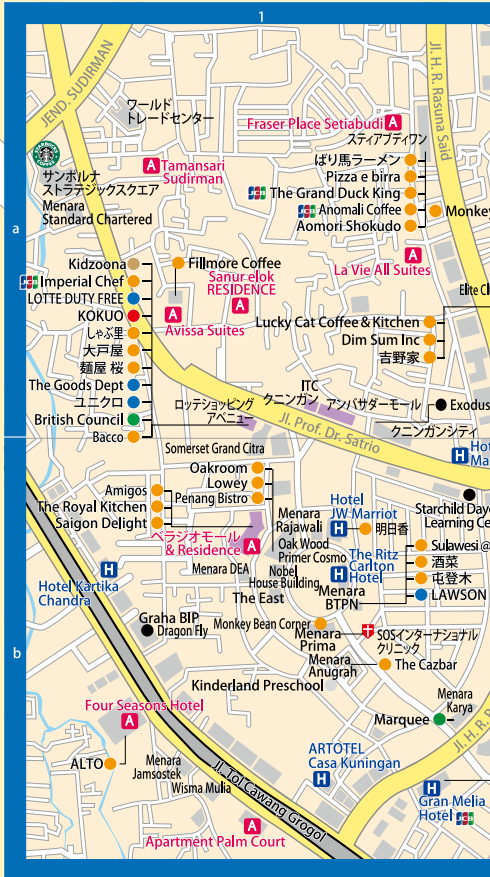 1
JEND. SUDIRMAN
Jl. H. R. Rasuna Said
ワールド
トレードセンター
Fraser Place Setiabudi A
スティアブディワン
STARBUCKS COFFEE
サンポルナ
ストラテジックスクエア
Menara
Standard Chartered
A Tamansari
Sudirman
ばり馬ラーメン
Pizza e birra
JCB The Grand Duck King
JCB Anomali Coffee
Monkey
Aomori Shokudo
a
La Vie All Suites
A
Kidzoona
JCB Imperial Chef
LOTTE DUTY FREE
KOKUO
しゃぶ里
大戸屋
麺屋 桜
The Goods Dept
ユニクロ
British Council
Bacco
Fillmore Coffee
Sanur elok
RESIDENCE
A
A
Avissa Suites
Elite Cl
Lucky Cat Coffee & Kitchen
Dim Sum Inc
吉野家
ロッテショッピング
アベニュー
ITC
クニンガン
アンバサダーモール
Exodus
クニンガンシティ
Jl. Prof. Dr. Satrio
H Hot
Ma
Somerset Grand Citra
Oakroom
Lowey
Penang Bistro
Amigos
The Royal Kitchen
Saigon Delight
ベラジオモール
& Residence A
Menara DEA
Menara
Rajawali
Oak Wood
Primer Cosmo
Nobel
House Building
The East
Hotel
JW Marriot
H
明日香
The Ritz
Carlton
Hotel
H
Menara
BTPN
Starchild Day
Learning Ce
Sulawesi @
酒菜
屯登木
LAWSON
H
Hotel Kartika
Chandra
b
Graha BIP
Dragon Fly
Monkey Bean Corper
Menara
Prima
SOSインターナショナル
クリニック
Menara
Anugrah
The Cazbar
Kinderland Preschool
Menara
Karya
Marquee
Four Seasons Hotel
A
ALTO
Menara
Jamsostek
Wisma Mulia
Jl. Tol Cawang Grogol
ARTOTEL
Casa Kuningan
H
Jl. H. R.
H
Gran Melia
Hotel JCB
A
Apartment Palm Court